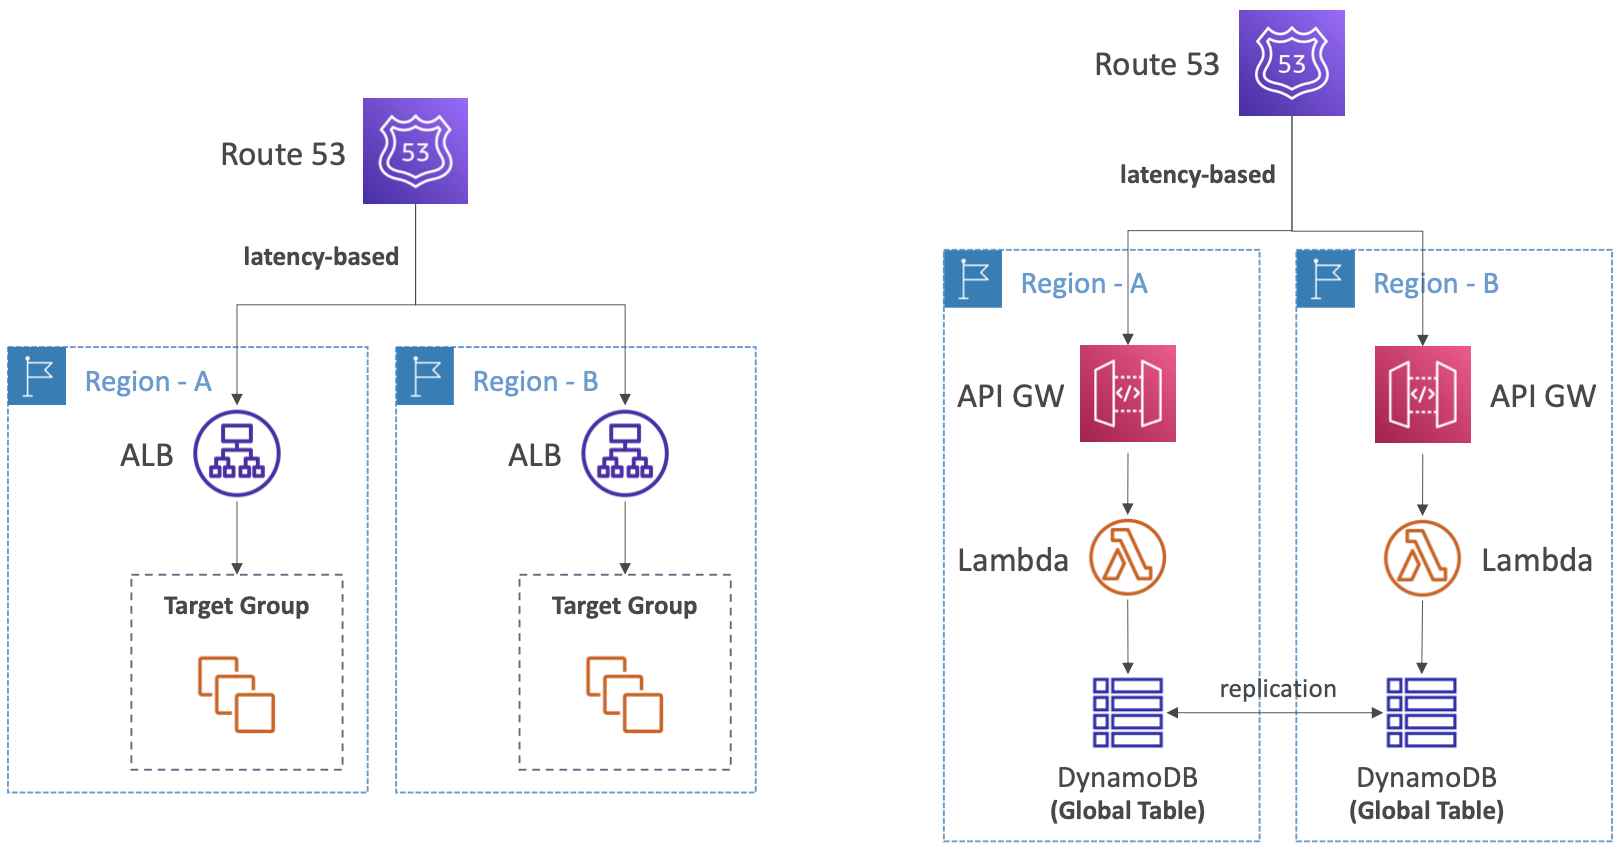 Route 53
53
latency-based
Region - A
ALB
Target Group
Region - B
ALB
Target Group
Route 53
53
latency-based
Region - A
API GW
</>
Lambda
DynamoDB
(Global Table)
replication
Region - B
API GW
</>
Lambda
DynamoDB
(Global Table)